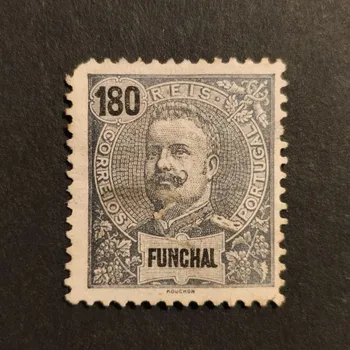 180
REIS.
CORREIOS
PORTUGAL
FUNCHAL
MOUCHON